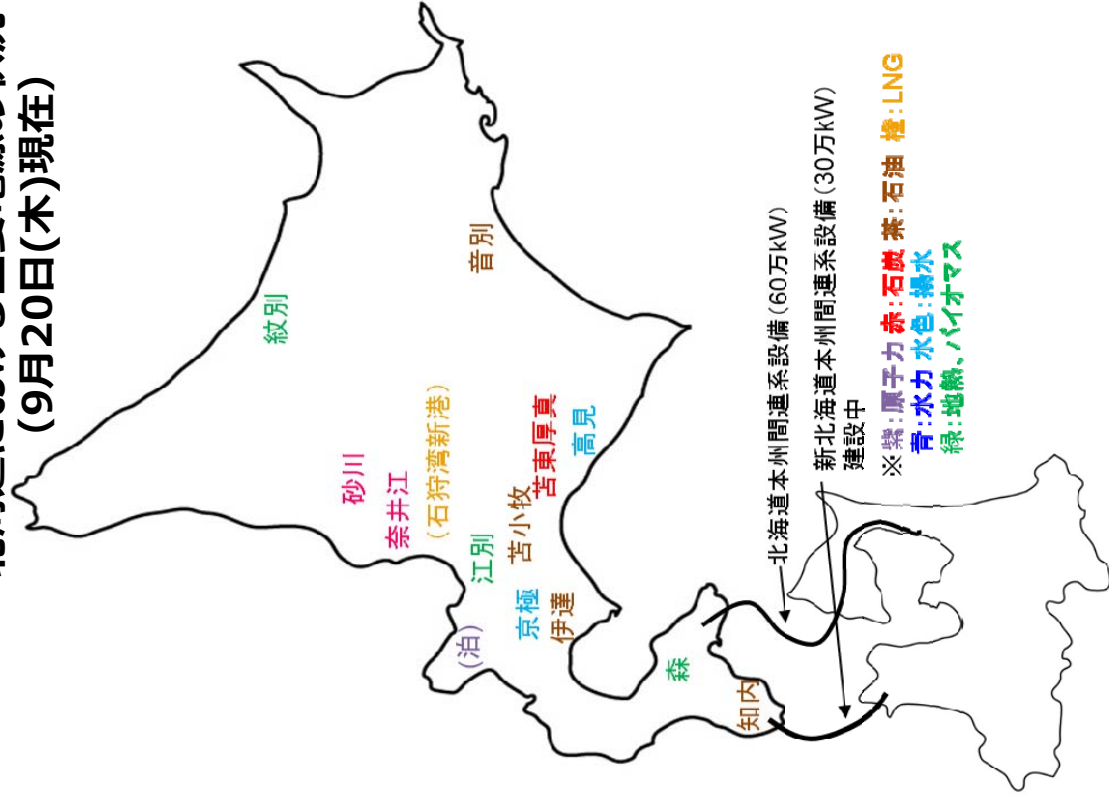 (9月20日(木)現在)
紋別
音別
砂川
奈井江
(石狩湾新港)
江別
苫小牧
苫東厚真
高見
京極
伊達
(泊)
森
知内
北海道本州間連系設備(60万kW)
新北海道本州間連系設備(30万kW)
建設中
※紫:原子力 赤:石炭 茶:石油 橙:LNG
青:水力 水色:揚水
緑:地熱、バイオマス